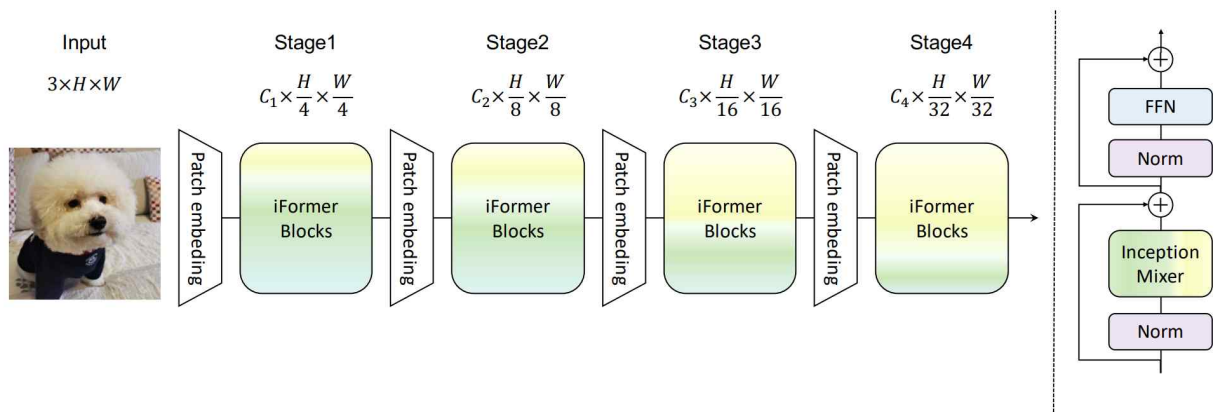 Input
3×H×W
Stage1
C₁×H/4×W/4
Stage2
C₂×H/8×W/8
Stage3
C₃×H/16×W/16
Stage4
C₄×H/32×W/32
Patch embeding
iFormer
Blocks
Patch embeding
iFormer
Blocks
Patch embeding
iFormer
Blocks
Patch embeding
iFormer
Blocks
+
FFN
Norm
+
Inception
Mixer
Norm